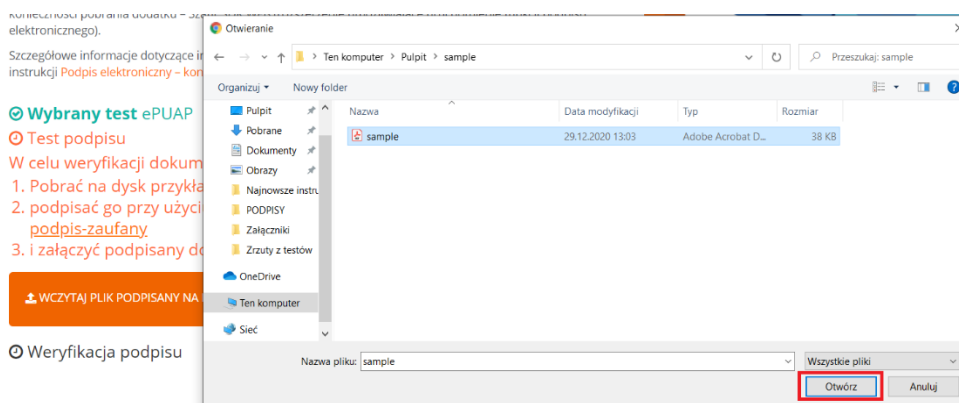 konieczności pobrania dodatku –
elektronicznego).
Szczegółowe informacje dotyczące
instrukcji Podpis elektroniczny – kon
Wybrany test ePUAP
Test podpisu
W celu weryfikacji dokum
1. Pobrać na dysk przykła
2. podpisać go przy użyci
podpis-zaufany
3. i załączyć podpisany do
WCZYTAJ PLIK PODPISANY NA
Weryfikacja podpisu
Otwieranie
Ten komputer > Pulpit > sample
Przeszukaj: sample
Organizuj
Nowy folder
Nazwa Data modyfikacji Typ Rozmiar
sample 29.12.2020 13:03 Adobe Acrobat D... 38 KB
Pulpit
Pobrane
Dokumenty
Obrazy
Najnowsze instru
PODPISY
Załączniki
Zrzuty z testów
OneDrive
Ten komputer
Sieć
Nazwa pliku: sample
Wszystkie pliki
Otwórz Anuluj